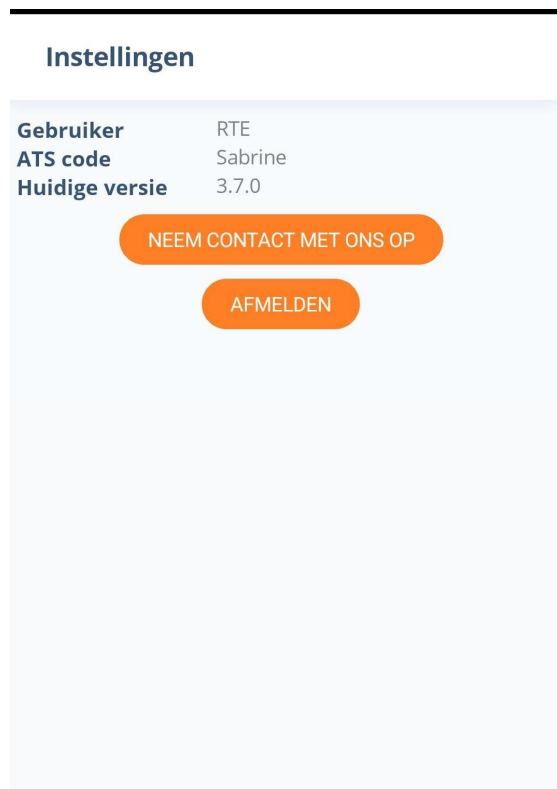 Instellingen
Gebruiker RTE
ATS code Sabrine
Huidige versie 3.7.0
NEEM CONTACT MET ONS OP
AFMELDEN